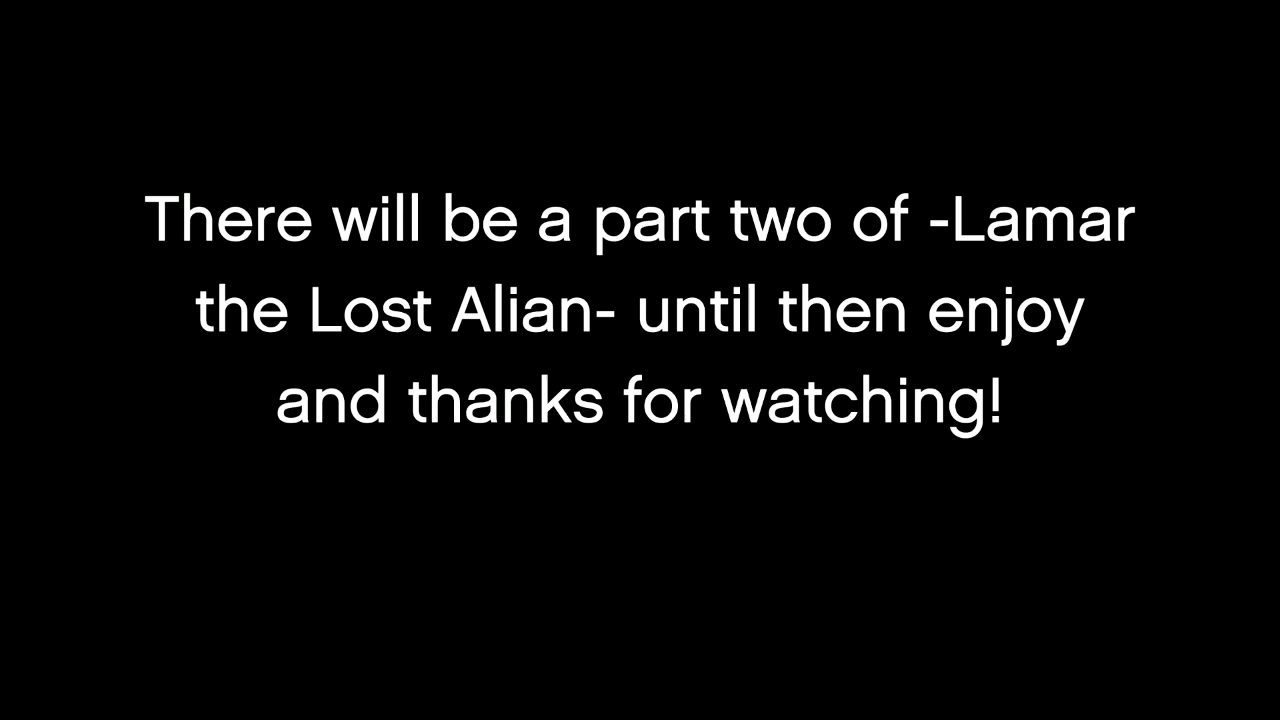 There will be a part two of -Lamar
the Lost Alian- until then enjoy
and thanks for watching!